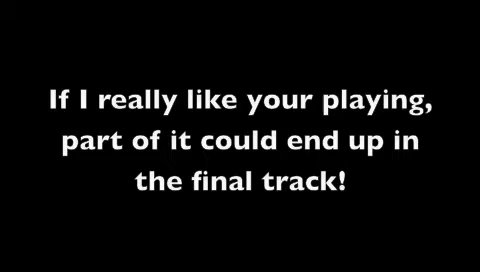 If I really like your playing,
part of it could end up in
the final track!